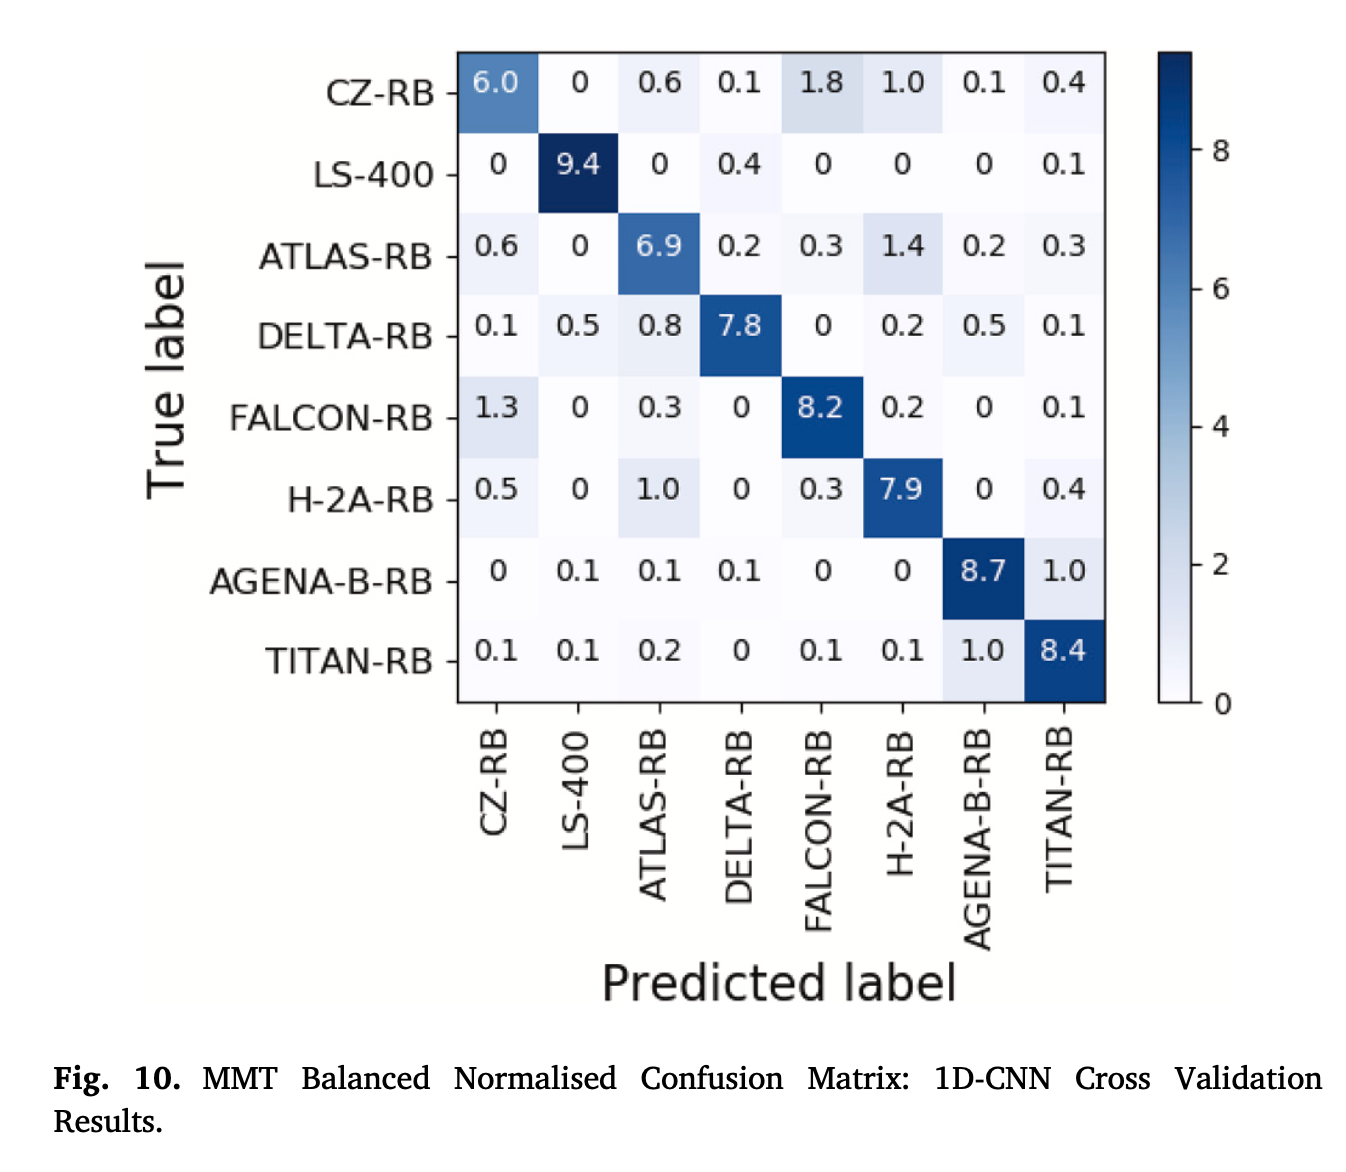 CZ-RB 6.0 0 0.6 0.1 1.8 1.0 0.1 0.4
LS-400 0 9.4 0 0.4 0 0 0 0.1
ATLAS-RB 0.6 0 6.9 0.2 0.3 1.4 0.2 0.3
DELTA-RB 0.1 0.5 0.8 7.8 0 0.2 0.5 0.1
FALCON-RB 1.3 0 0.3 0 8.2 0.2 0 0.1
H-2A-RB 0.5 0 1.0 0 0.3 7.9 0 0.4
AGENA-B-RB 0 0.1 0.1 0.1 0 0 8.7 1.0
TITAN-RB 0.1 0.1 0.2 0 0.1 0.1 1.0 8.4
True label
CZ-RB
LS-400
ATLAS-RB
DELTA-RB
FALCON-RB
H-2A-RB
AGENA-B-RB
TITAN-RB
Predicted label
8
6
4
2
0
Fig. 10. MMT Balanced Normalised Confusion Matrix: 1D-CNN Cross Validation
Results.